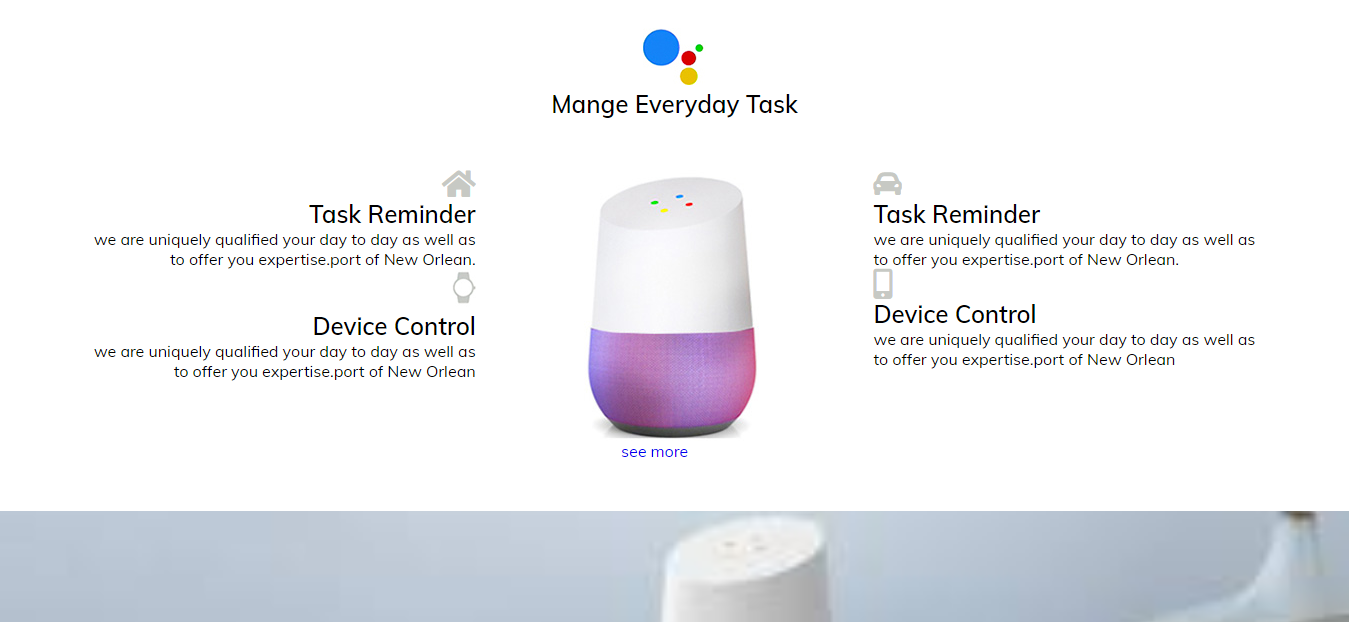 Mange Everyday Task
Task Reminder
we are uniquely qualified your day to day as well as
to offer you expertise.port of New Orlean.
Device Control
we are uniquely qualified your day to day as well as
to offer you expertise.port of New Orlean
see more
Task Reminder
we are uniquely qualified your day to day as well as
to offer you expertise.port of New Orlean.
Device Control
we are uniquely qualified your day to day as well as
to offer you expertise.port of New Orlean